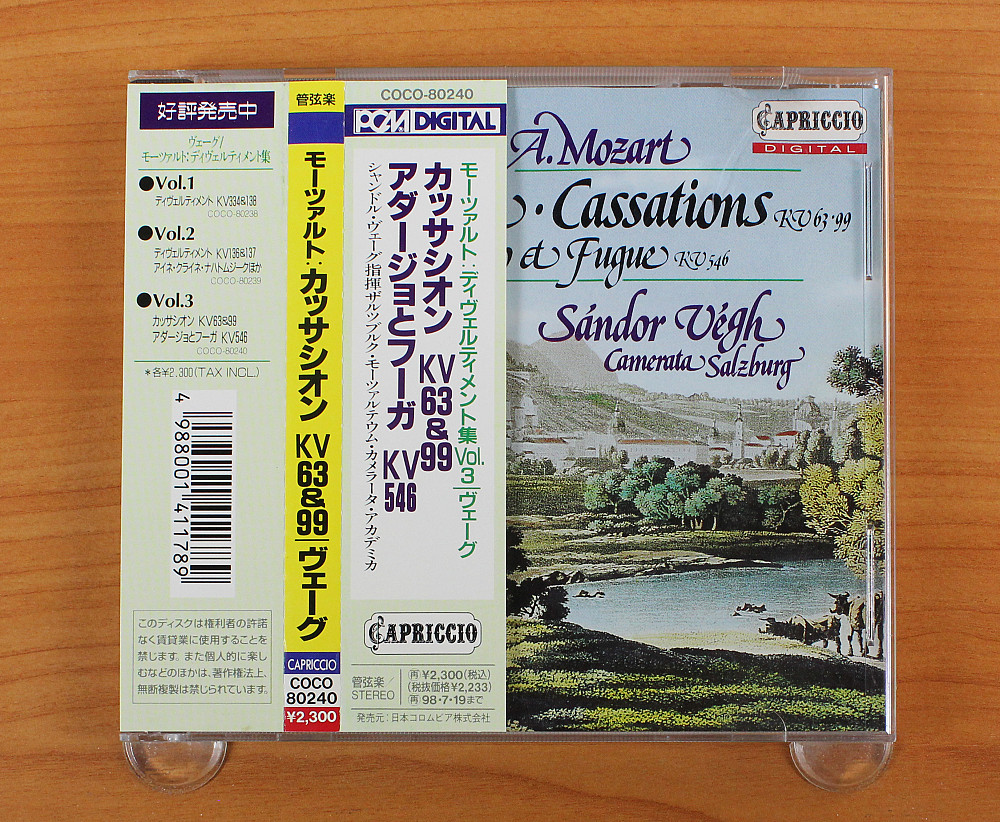 好評発売中
ヴェーグ/
モーツァルト:ディヴェルティメント集
●Vol.1
ディヴェルティメント KV334&138
COCO-80238
●Vol.2
ディヴェルティメント KV136&137
アイネ・クライネ・ナハトムジークほか
COCO-80239
●Vol.3
カッサシオン KV63&99
アダージョとフーガ KV546
COCO-80240
*各¥2,300(TAX INCL.)
4 988001 411789
このディスクは権利者の許諾
なく賃貸業に使用することを
禁じます。また個人的に楽し
むなどのほかは、著作権法上、
無断複製は禁じられています。
管弦楽
モーツァルト:カッサシオン KV63&99/ヴェーグ
CAPRICCIO
COCO
80240
¥2,300
COCO-80240
PCM DIGITAL
モーツァルト:ディヴェルティメント集Vol.3/ヴェーグ
カッサシオン KV63&99
アダージョとフーガ KV546
シャンドル・ヴェーグ指揮ザルツブルク・モーツァルテウム・カメラータ・アカデミカ
CAPRICCIO
管弦楽/
STEREO
(再)¥2,300(税込)
(税抜価格¥2,233)
(再)98・7・19まで
発売元:日本コロムビア株式会社
CAPRICCIO
DIGITAL
A. Mozart
· Cassations KV 63·99
et Fugue KV 546
Sándor Végh
Camerata Salzburg